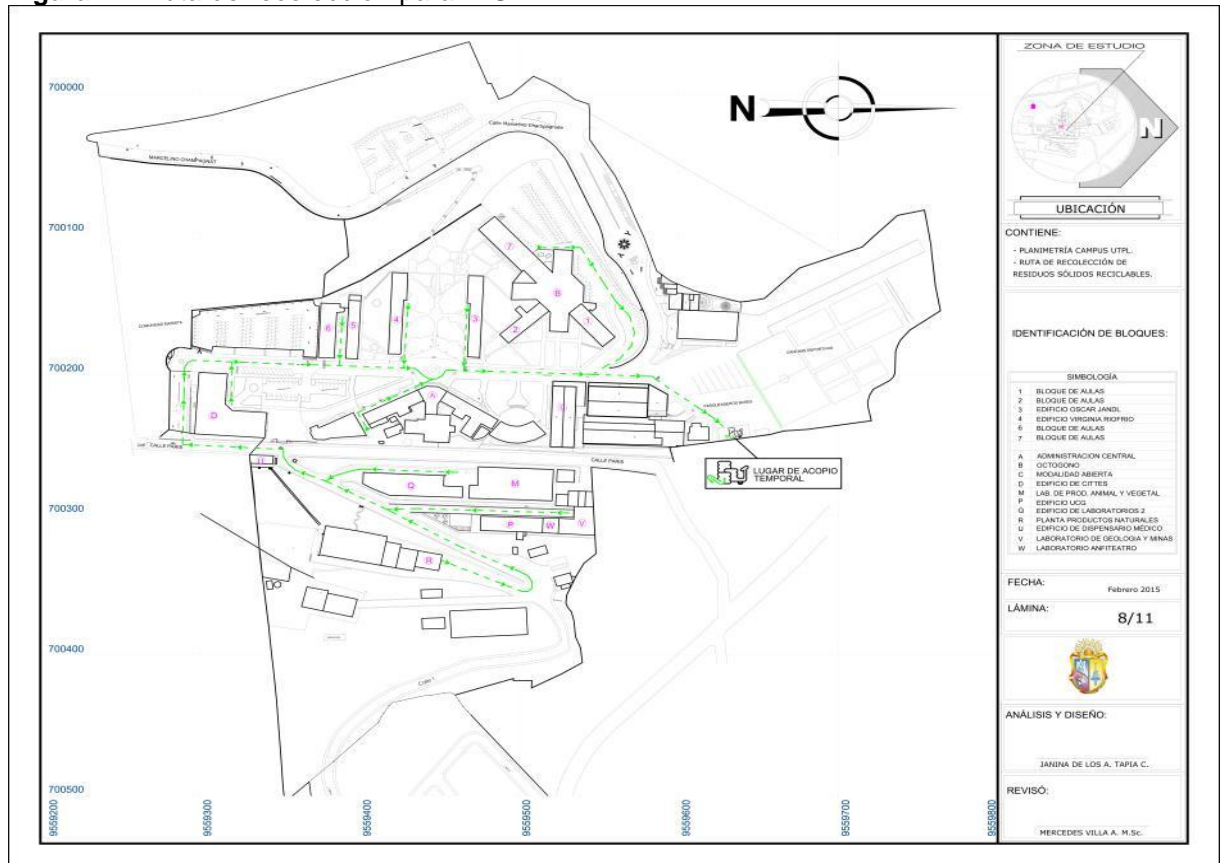 700000
700100
700200
700300
700400
700500
9559200
9559300
9559400
9559500
9559600
9559700
9559800
N
MARCELINO CHAMPAGNAT
7
B
1
2
3
4
5
6
A
D
CALLE PARIS
CALLE PARIS
U
Q
M
P
W
V
R
LUGAR DE ACOPIO
TEMPORAL
ZONA DE ESTUDIO
N
UBICACIÓN
CONTIENE:
- PLANIMETRÍA CAMPUS UTPL.
- RUTA DE RECOLECCIÓN DE
RESIDUOS SÓLIDOS RECICLABLES.
IDENTIFICACIÓN DE BLOQUES:
SIMBOLOGÍA
1 BLOQUE DE AULAS
2 BLOQUE DE AULAS
3 EDIFICIO OSCAR JANDL
4 EDIFICIO VIRGINIA RIOFRIO
6 BLOQUE DE AULAS
7 BLOQUE DE AULAS
A ADMINISTRACION CENTRAL
B OCTOGONO
C MODALIDAD ABIERTA
D EDIFICIO DE CITTES
M LAB. DE PROD. ANIMAL Y VEGETAL
P EDIFICIO UCG
Q EDIFICIO DE LABORATORIOS 2
R PLANTA PRODUCTOS NATURALES
U EDIFICIO DE DISPENSARIO MÉDICO
V LABORATORIO DE GEOLOGIA Y MINAS
W LABORATORIO ANFITEATRO
FECHA:
Febrero 2015
LÁMINA:
8/11
ANÁLISIS Y DISEÑO:
JANINA DE LOS A. TAPIA C.
REVISÓ:
MERCEDES VILLA A. M.Sc.